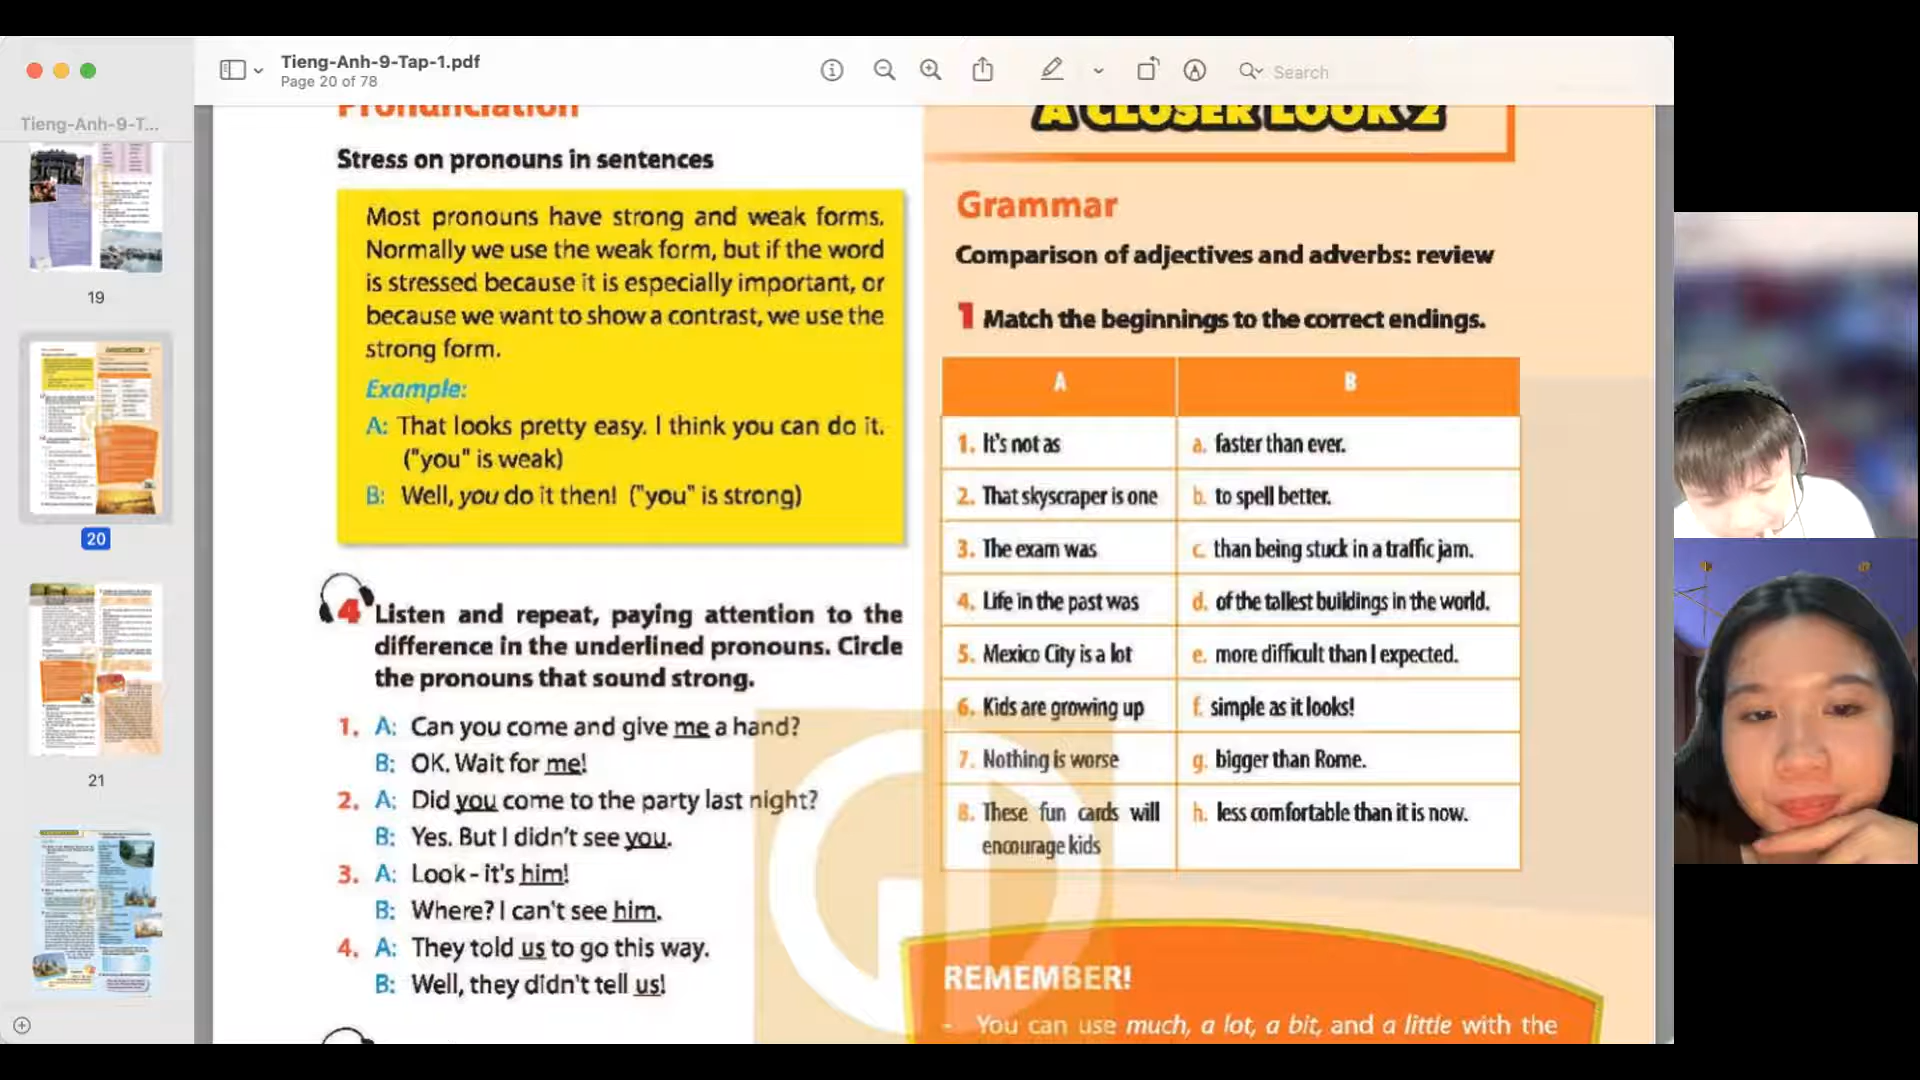 Tieng-Anh-9-Tap-1.pdf
Page 20 of 78
Search
Tieng-Anh-9-T...
19
20
21
Pronunciation
Stress on pronouns in sentences
Most pronouns have strong and weak forms.
Normally we use the weak form, but if the word
is stressed because it is especially important, or
because we want to show a contrast, we use the
strong form.
Example:
A: That looks pretty easy. I think you can do it.
("you" is weak)
B: Well, you do it then! ("you" is strong)
4 Listen and repeat, paying attention to the
difference in the underlined pronouns. Circle
the pronouns that sound strong.
1. A: Can you come and give me a hand?
B: OK. Wait for me!
2. A: Did you come to the party last night?
B: Yes. But I didn't see you.
3. A: Look - it's him!
B: Where? I can't see him.
4. A: They told us to go this way.
B: Well, they didn't tell us!
A CLOSER LOOK 2
Grammar
Comparison of adjectives and adverbs: review
1 Match the beginnings to the correct endings.
A B
1. It's not as a. faster than ever.
2. That skyscraper is one b. to spell better.
3. The exam was c. than being stuck in a traffic jam.
4. Life in the past was d. of the tallest buildings in the world.
5. Mexico City is a lot e. more difficult than I expected.
6. Kids are growing up f. simple as it looks!
7. Nothing is worse g. bigger than Rome.
8. These fun cards will h. less comfortable than it is now.
encourage kids
REMEMBER!
- You can use much, a lot, a bit, and a little with the